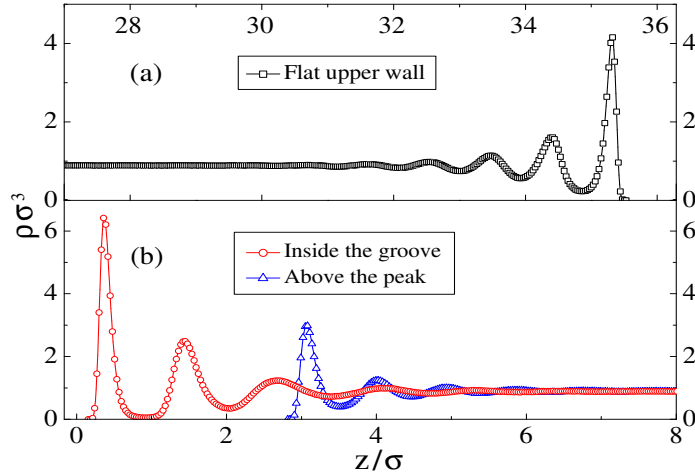 28 30 32 34 36
4 4
(a) Flat upper wall
2 2
0 0
ρσ³
6 6
(b) Inside the groove
Above the peak
4 4
2 2
0 0
0 2 4 6 8
z/σ